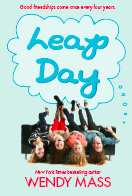 Good friendships come once every four years.
Leap
Day
New York Times bestselling author
WENDY MASS